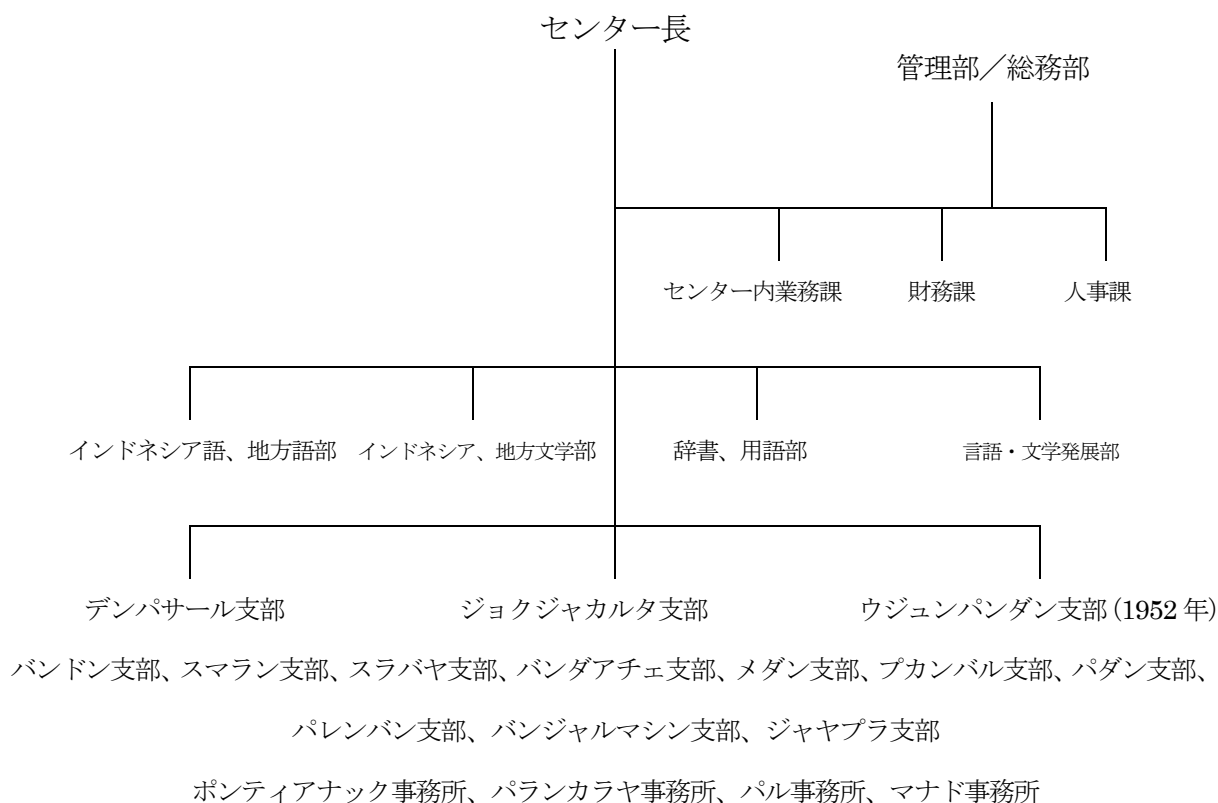 センター長
管理部／総務部
センター内業務課 財務課 人事課
インドネシア語、地方語部 インドネシア、地方文学部 辞書、用語部 言語・文学発展部
デンパサール支部 ジョクジャカルタ支部 ウジュンパンダン支部(1952 年)
バンドン支部、スマラン支部、スラバヤ支部、バンダアチェ支部、メダン支部、プカンバル支部、パダン支部、
パレンバン支部、バンジャルマシン支部、ジャヤプラ支部
ポンティアナック事務所、パランカラヤ事務所、パル事務所、マナド事務所